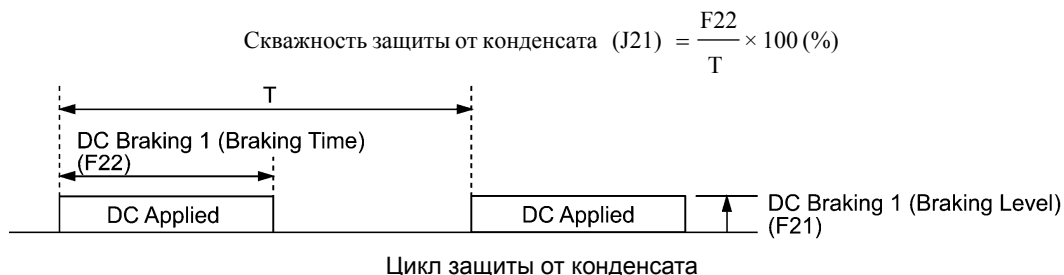 Скважность защиты от конденсата (J21) = F22 / T × 100 (%)
T
DC Braking 1 (Braking Time)
(F22)
DC Applied
DC Applied
DC Braking 1 (Braking Level)
(F21)
Цикл защиты от конденсата